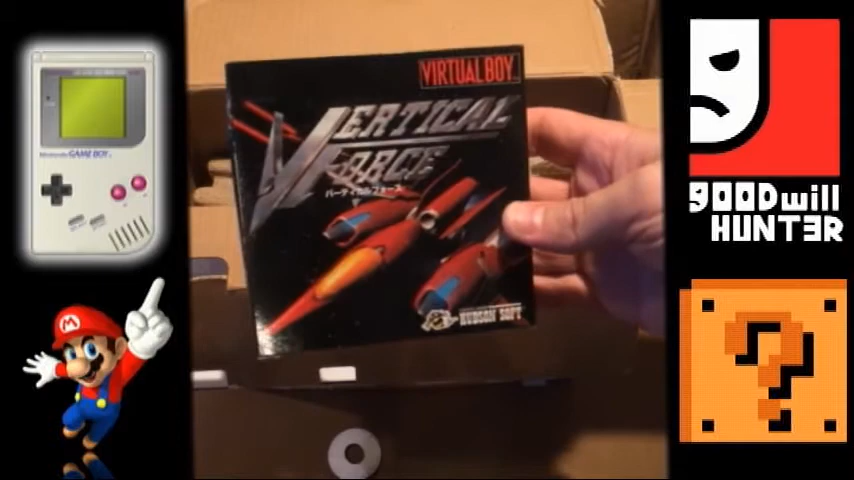 VIRTUAL BOY
VERTICAL
FORCE
バーティカルフォース
HUDSON SOFT
Nintendo GAME BOY
M
goodwill
HUNTER
?